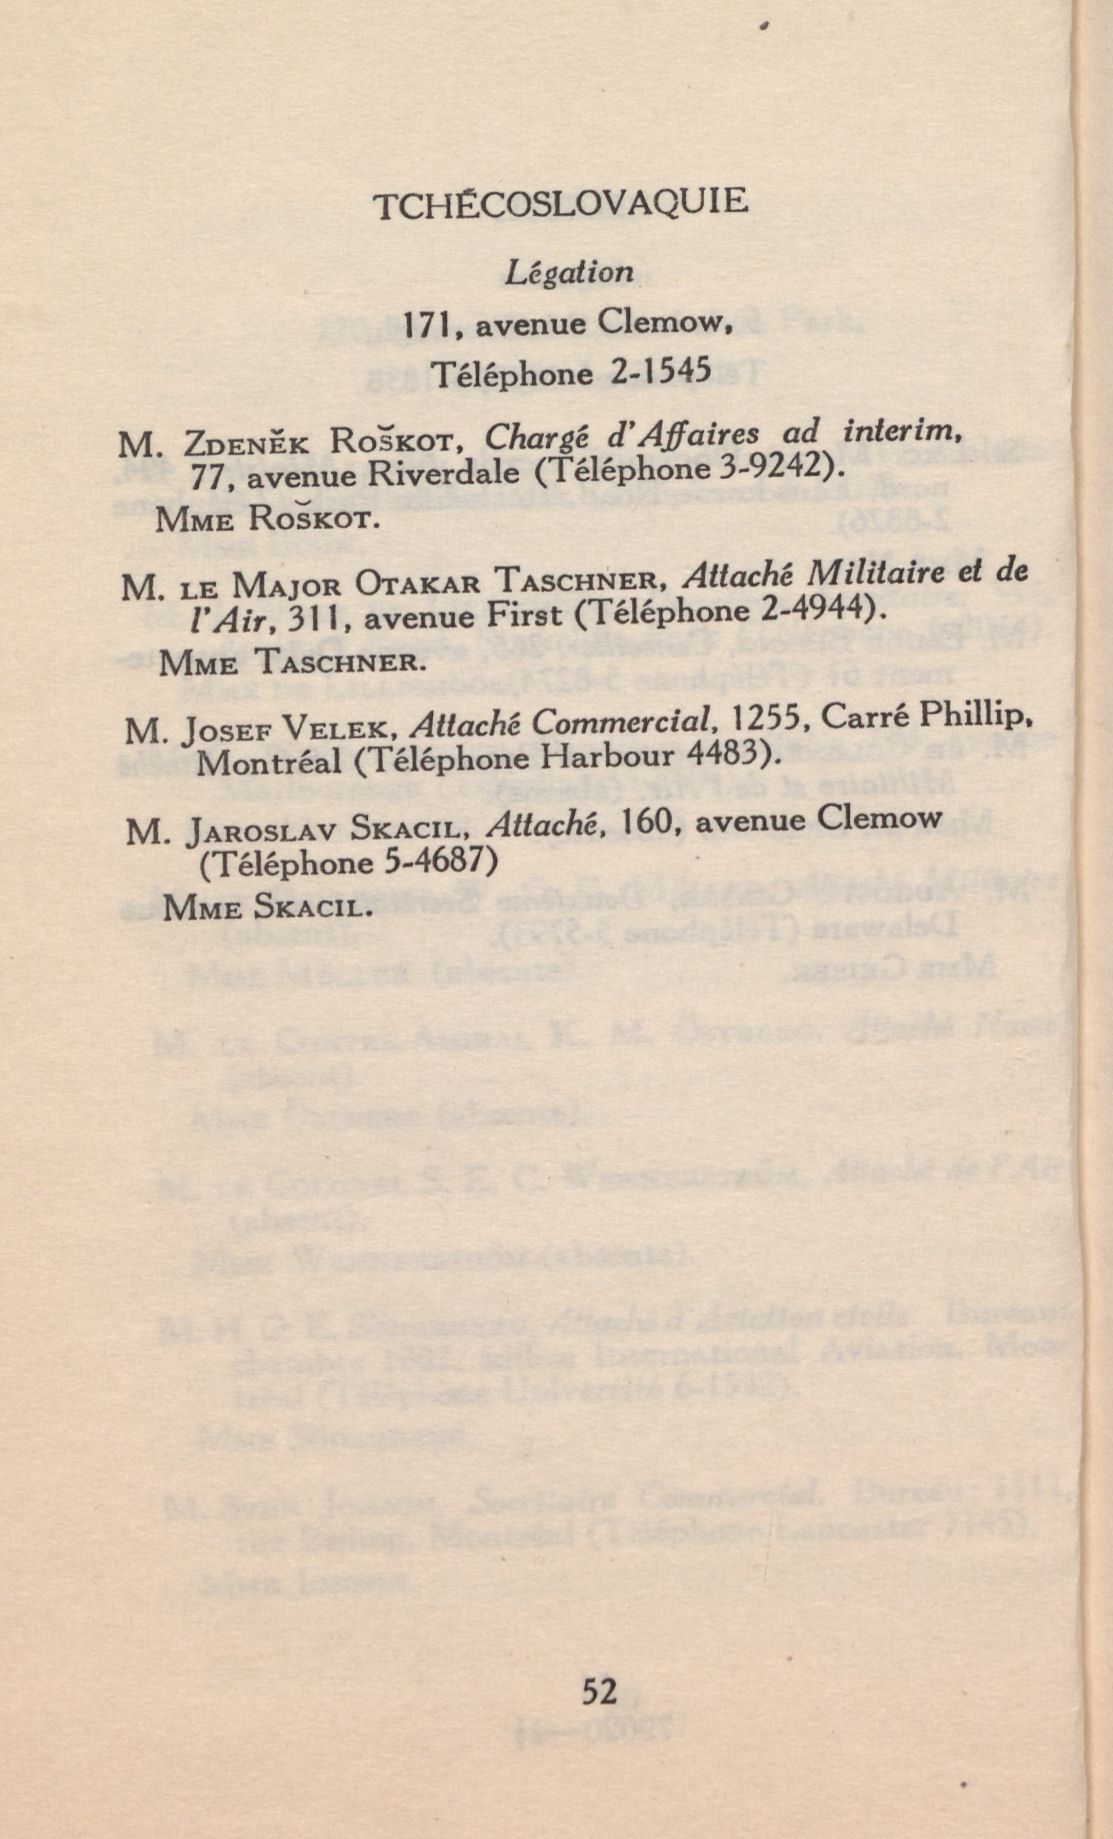 TCHÉCOSLOVAQUIE
Légation
171, avenue Clemow,
Téléphone 2-1545
M. ZDENĚK ROŠKOT, Chargé d'Affaires ad interim,
77, avenue Riverdale (Téléphone 3-9242).
MME ROŠKOT.
M. LE MAJOR OTAKAR TASCHNER, Attaché Militaire et de
l'Air, 311, avenue First (Téléphone 2-4944).
MME TASCHNER.
M. JOSEF VELEK, Attaché Commercial, 1255, Carré Phillip,
Montréal (Téléphone Harbour 4483).
M. JAROSLAV SKACIL, Attaché, 160, avenue Clemow
(Téléphone 5-4687)
MME SKACIL.
52